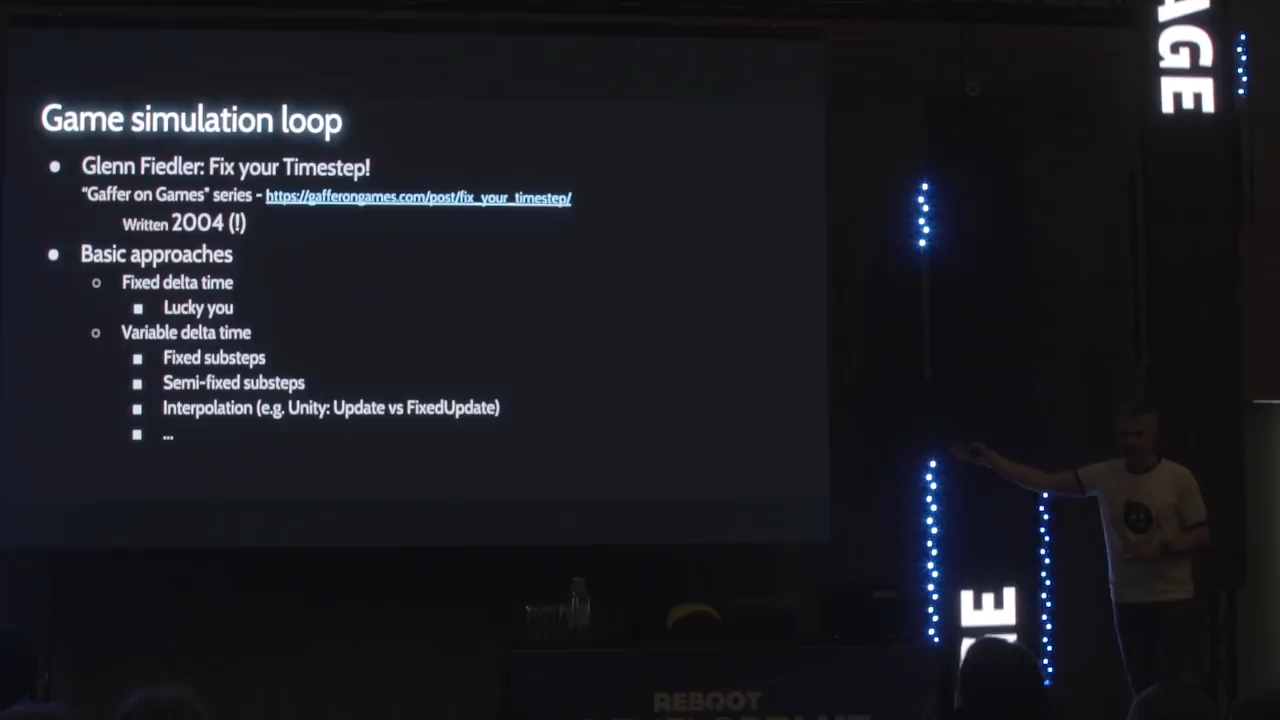 Game simulation loop
● Glenn Fiedler: Fix your Timestep!
“Gaffer on Games” series – https://gafferongames.com/post/fix_your_timestep/
Written 2004 (!)
● Basic approaches
○ Fixed delta time
■ Lucky you
○ Variable delta time
■ Fixed substeps
■ Semi-fixed substeps
■ Interpolation (e.g. Unity: Update vs FixedUpdate)
■ ...
AGE
E
REBOOT